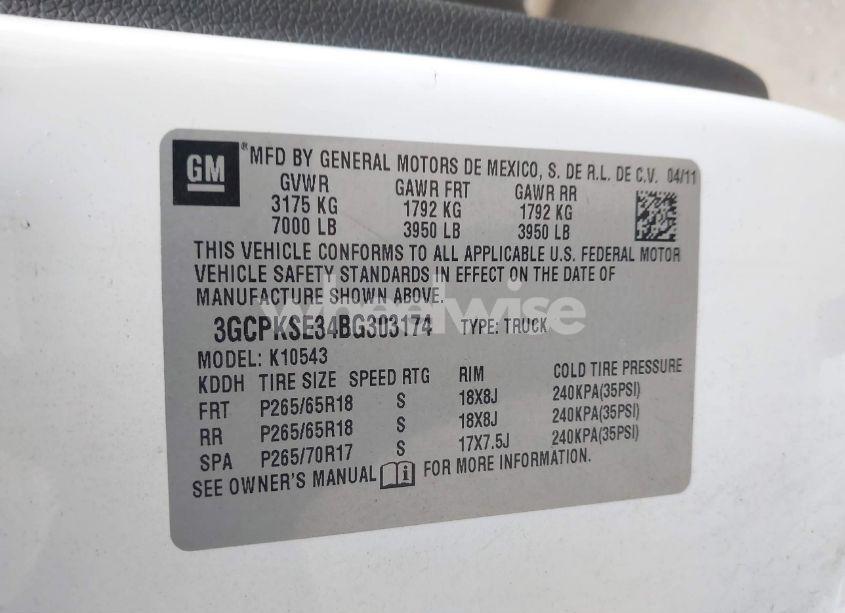 GM ® MFD BY GENERAL MOTORS DE MEXICO, S. DE R.L. DE C.V. 04/11
GVWR GAWR FRT GAWR RR
3175 KG 1792 KG 1792 KG
7000 LB 3950 LB 3950 LB
THIS VEHICLE CONFORMS TO ALL APPLICABLE U.S. FEDERAL MOTOR
VEHICLE SAFETY STANDARDS IN EFFECT ON THE DATE OF
MANUFACTURE SHOWN ABOVE.
wheelwise
3GCPKSE34BG303174 TYPE: TRUCK
MODEL: K10543
KDDH TIRE SIZE SPEED RTG RIM COLD TIRE PRESSURE
FRT P265/65R18 S 18X8J 240KPA(35PSI)
RR P265/65R18 S 18X8J 240KPA(35PSI)
SPA P265/70R17 S 17X7.5J 240KPA(35PSI)
SEE OWNER'S MANUAL FOR MORE INFORMATION.